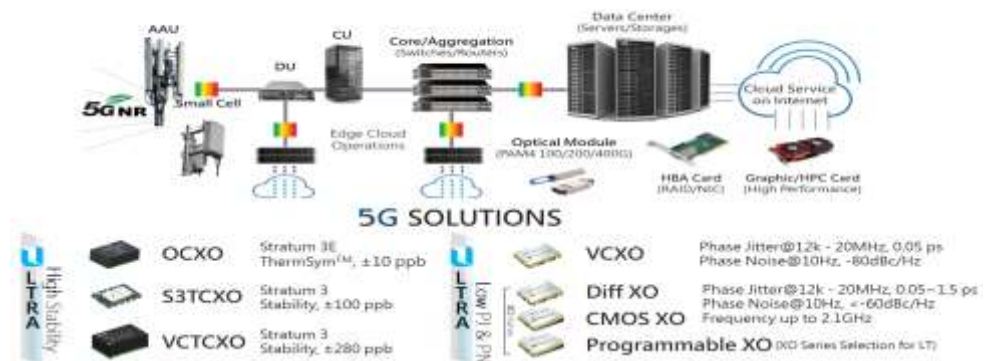 AAU
5G NR
Small Cell
DU
CU
Edge Cloud
Operations
Core/Aggregation
(Switches/Routers)
Data Center
(Servers/Storages)
Cloud Service
on Internet
Optical Module
(PAM4 100/200/400G)
HBA Card
(RAID/NIC)
Graphic/HPC Card
(High Performance)
5G SOLUTIONS
ULTRA
High Stability
OCXO
Stratum 3E
ThermSym™, ±10 ppb
S3TCXO
Stratum 3
Stability, ±100 ppb
VCTCXO
Stratum 3
Stability, ±280 ppb
ULTRA
Low PJ & PN
VCXO
Phase Jitter@12k - 20MHz, 0.05 ps
Phase Noise@10Hz, -80dBc/Hz
Diff XO
Phase Jitter@12k - 20MHz, 0.05~1.5 ps
Phase Noise@10Hz, <-60dBc/Hz
CMOS XO
Frequency up to 2.1GHz
Programmable XO (XO Series Selection for LT)